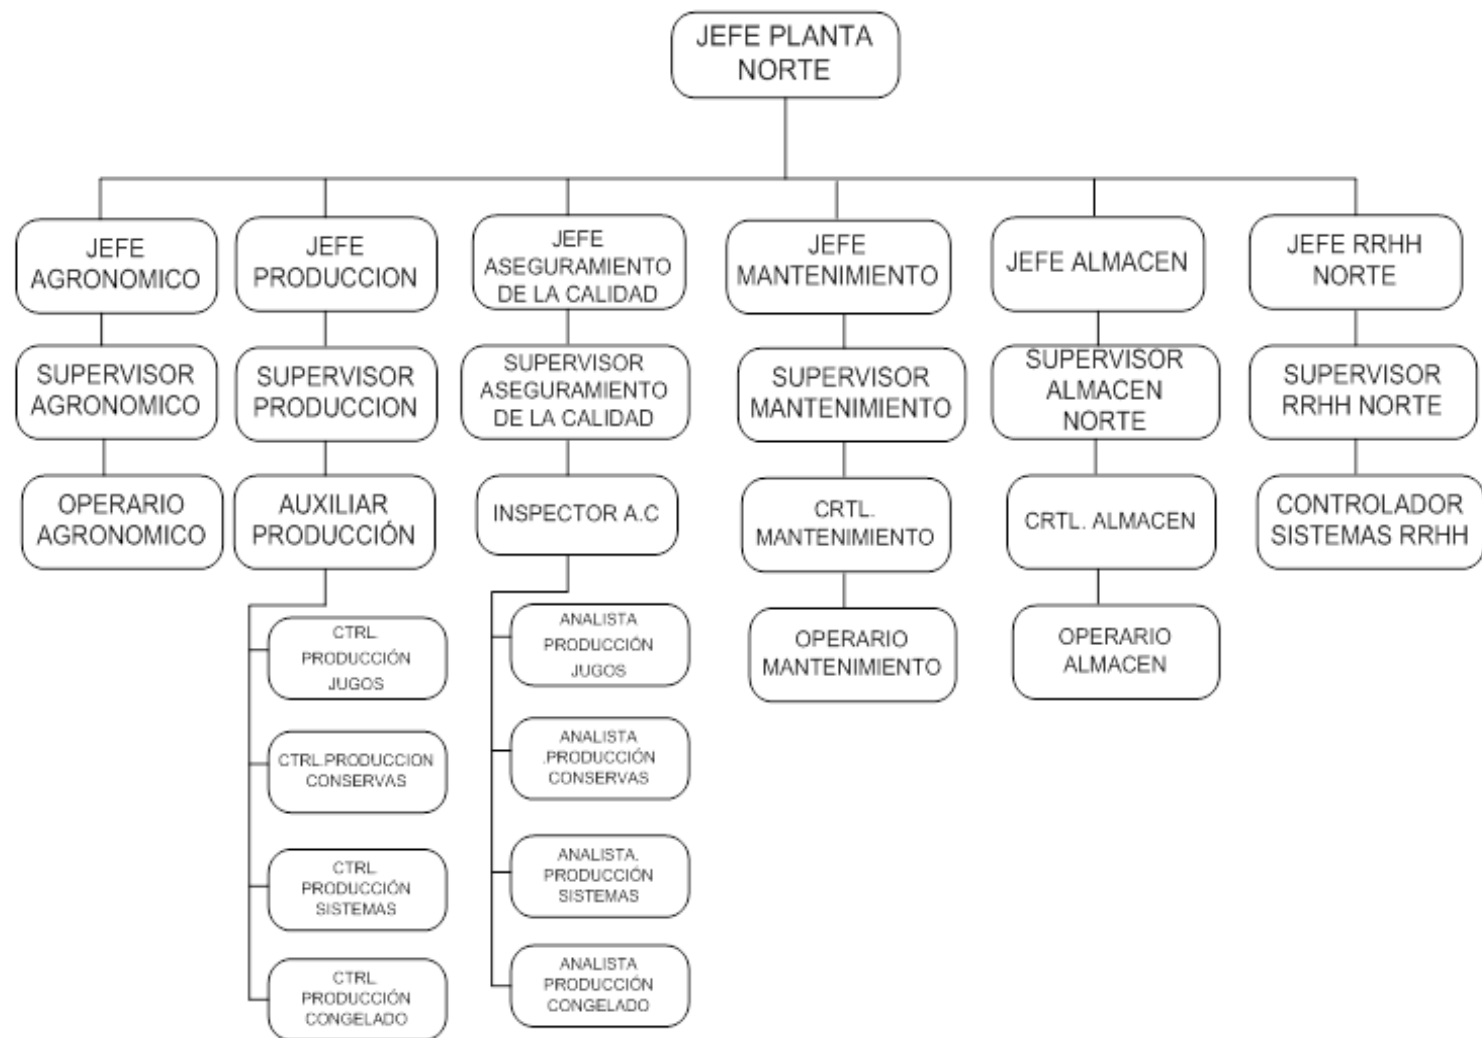 JEFE PLANTA
NORTE
JEFE
AGRONOMICO
JEFE
PRODUCCION
JEFE
ASEGURAMIENTO
DE LA CALIDAD
JEFE
MANTENIMIENTO
JEFE ALMACEN
JEFE RRHH
NORTE
SUPERVISOR
AGRONOMICO
SUPERVISOR
PRODUCCION
SUPERVISOR
ASEGURAMIENTO
DE LA CALIDAD
SUPERVISOR
MANTENIMIENTO
SUPERVISOR
ALMACEN
NORTE
SUPERVISOR
RRHH NORTE
OPERARIO
AGRONOMICO
AUXILIAR
PRODUCCIÓN
INSPECTOR A.C
CRTL.
MANTENIMIENTO
CRTL. ALMACEN
CONTROLADOR
SISTEMAS RRHH
CTRL.
PRODUCCIÓN
JUGOS
ANALISTA
PRODUCCIÓN
JUGOS
OPERARIO
MANTENIMIENTO
OPERARIO
ALMACEN
CTRL.PRODUCCION
CONSERVAS
ANALISTA
.PRODUCCIÓN
CONSERVAS
CTRL.
PRODUCCIÓN
SISTEMAS
ANALISTA.
PRODUCCIÓN
SISTEMAS
CTRL.
PRODUCCIÓN
CONGELADO
ANALISTA
PRODUCCIÓN
CONGELADO